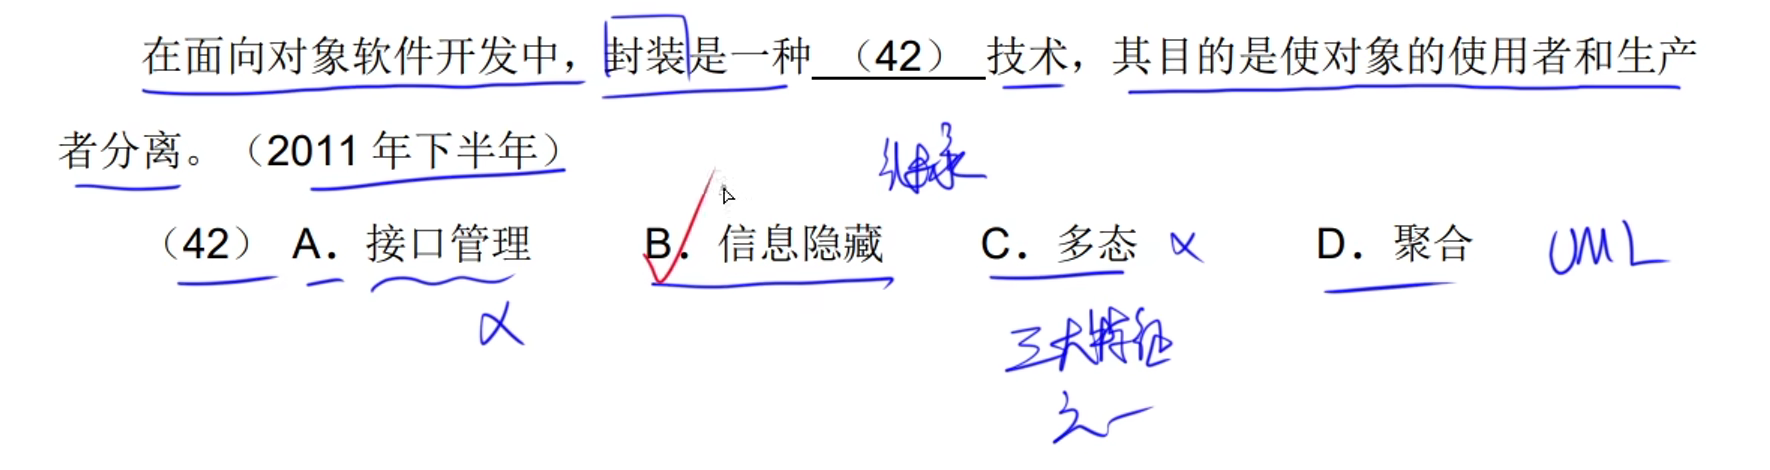 在面向对象软件开发中，封装是一种 （42） 技术，其目的是使对象的使用者和生产
者分离。（2011 年下半年）
继承
（42） A．接口管理 B．信息隐藏 C．多态 × D．聚合 UML
×
三大特征
之一